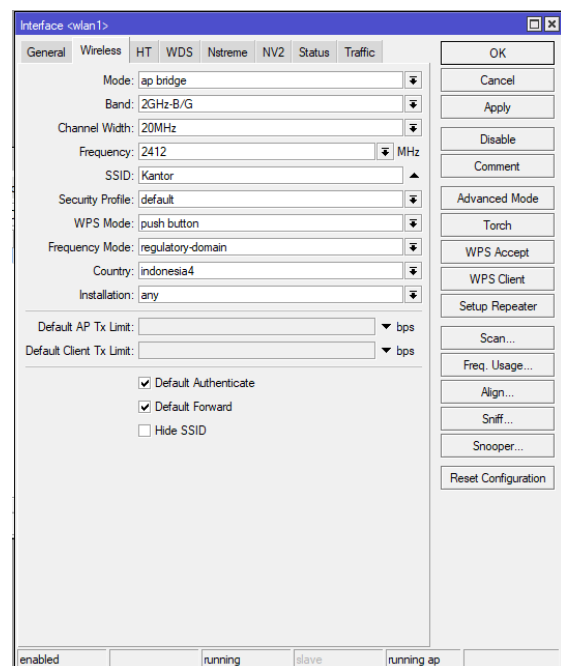 Interface <wlan1>
General Wireless HT WDS Nstreme NV2 Status Traffic
Mode: ap bridge
Band: 2GHz-B/G
Channel Width: 20MHz
Frequency: 2412 MHz
SSID: Kantor
Security Profile: default
WPS Mode: push button
Frequency Mode: regulatory-domain
Country: indonesia4
Installation: any
Default AP Tx Limit: bps
Default Client Tx Limit: bps
Default Authenticate
Default Forward
Hide SSID
OK
Cancel
Apply
Disable
Comment
Advanced Mode
Torch
WPS Accept
WPS Client
Setup Repeater
Scan...
Freq. Usage...
Align...
Sniff...
Snooper...
Reset Configuration
enabled running slave running ap